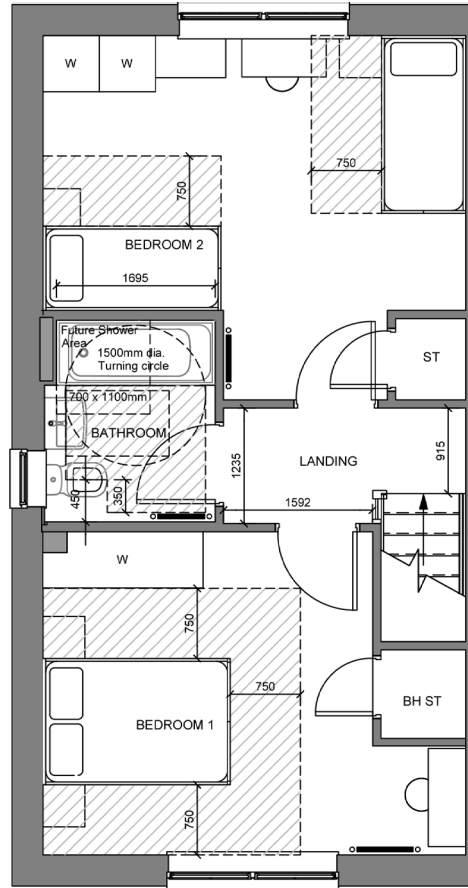 W
W
750
750
BEDROOM 2
1695
Future Shower
Area
1500mm dia.
Turning circle
700 x 1100mm
BATHROOM
ST
LANDING
1235
915
1592
450
350
W
750
750
BEDROOM 1
BH ST
750